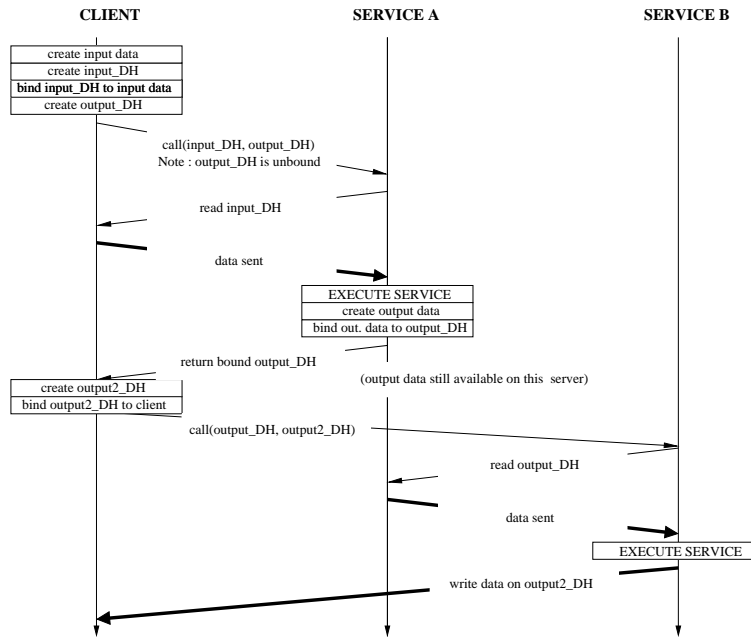 CLIENT
SERVICE A
SERVICE B
create input data
create input_DH
bind input_DH to input data
create output_DH
call(input_DH, output_DH)
Note : output_DH is unbound
read input_DH
data sent
EXECUTE SERVICE
create output data
bind out. data to output_DH
return bound output_DH
(output data still available on this server)
create output2_DH
bind output2_DH to client
call(output_DH, output2_DH)
read output_DH
data sent
EXECUTE SERVICE
write data on output2_DH